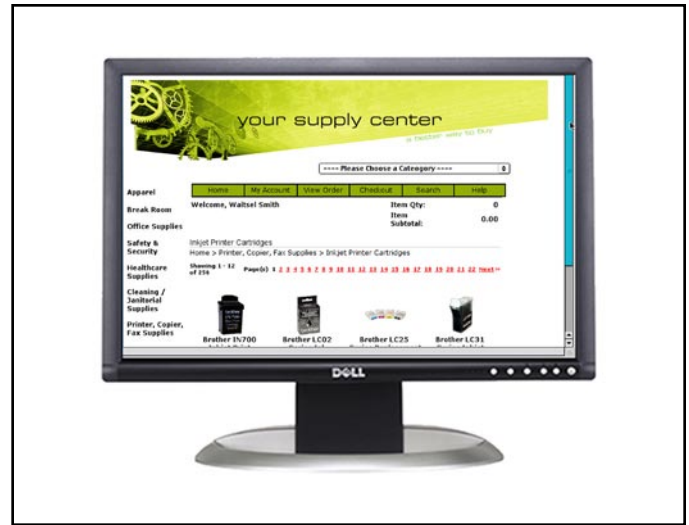 your supply center
a better way to buy
---- Please Choose a Cateogory ----
Home My Account View Order Checkout Search Help
Welcome, Waitsel Smith
Item Qty: 0
Item Subtotal: 0.00
Apparel
Break Room
Office Supplies
Safety &
Security
Healthcare
Supplies
Cleaning /
Janitorial
Supplies
Printer, Copier,
Fax Supplies
Inkjet Printer Cartridges
Home > Printer, Copier, Fax Supplies > Inkjet Printer Cartridges
Showing 1 - 12
of 256
Page(s) 1 2 3 4 5 6 7 8 9 10 11 12 13 14 15 16 17 18 19 20 21 22 Next
Brother IN700
Brother LC02
Brother LC25
Brother LC31
DELL